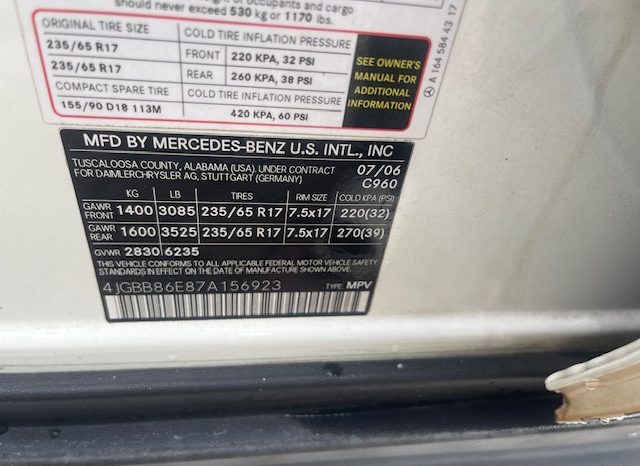 weight of occupants and cargo
should never exceed 530 kg or 1170 lbs.
ORIGINAL TIRE SIZE COLD TIRE INFLATION PRESSURE
235/65 R17 FRONT 220 KPA, 32 PSI
235/65 R17 REAR 260 KPA, 38 PSI
COMPACT SPARE TIRE COLD TIRE INFLATION PRESSURE
155/90 D18 113M 420 KPA, 60 PSI
SEE OWNER'S
MANUAL FOR
ADDITIONAL
INFORMATION
A 164 584 43 17
MFD BY MERCEDES-BENZ U.S. INTL., INC
TUSCALOOSA COUNTY, ALABAMA (USA). UNDER CONTRACT 07/06
FOR DAIMLERCHRYSLER AG, STUTTGART (GERMANY) C960
KG LB TIRES RIM SIZE COLD KPA (PSI)
GAWR FRONT 1400 3085 235/65 R17 7.5x17 220(32)
GAWR REAR 1600 3525 235/65 R17 7.5x17 270(39)
GVWR 2830 6235
THIS VEHICLE CONFORMS TO ALL APPLICABLE FEDERAL MOTOR VEHICLE SAFETY
STANDARDS IN EFFECT ON THE DATE OF MANUFACTURE SHOWN ABOVE.
4JGBB86E87A156923 TYPE: MPV